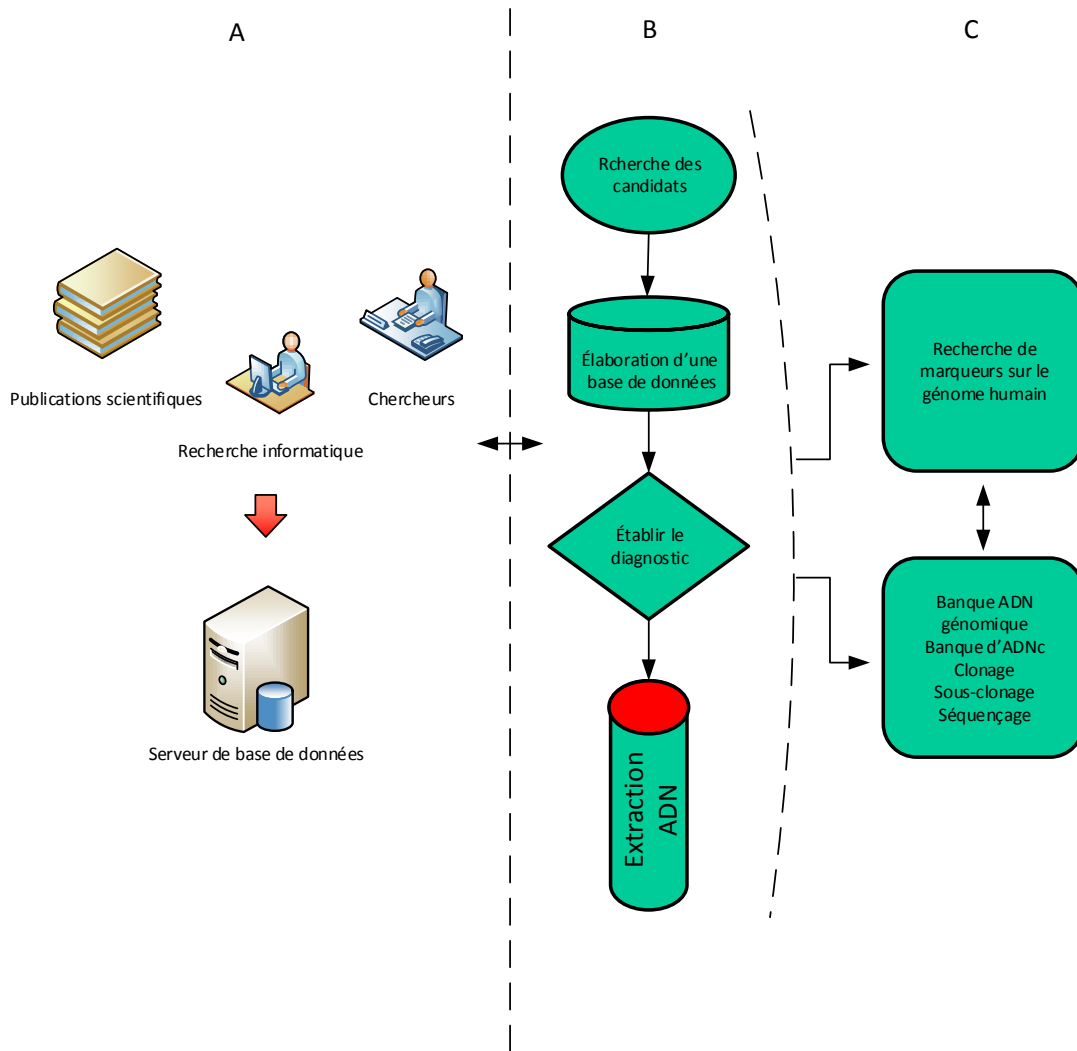 A
B
C
Rcherche des
candidats
Publications scientifiques
Recherche informatique
Chercheurs
Serveur de base de données
Élaboration d’une
base de données
Établir le
diagnostic
Extraction
ADN
Recherche de
marqueurs sur le
génome humain
Banque ADN
génomique
Banque d’ADNc
Clonage
Sous-clonage
Séquençage